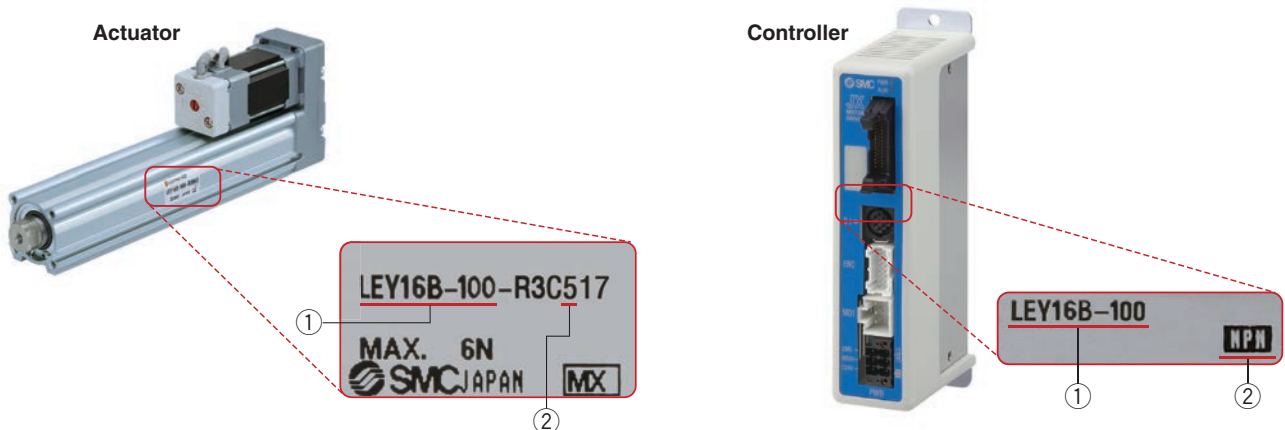 Actuator
LEY16B-100-R3C517
①
MAX. 6N
SMC JAPAN MX
②
Controller
SMC
LEY16B-100
NPN
①
②